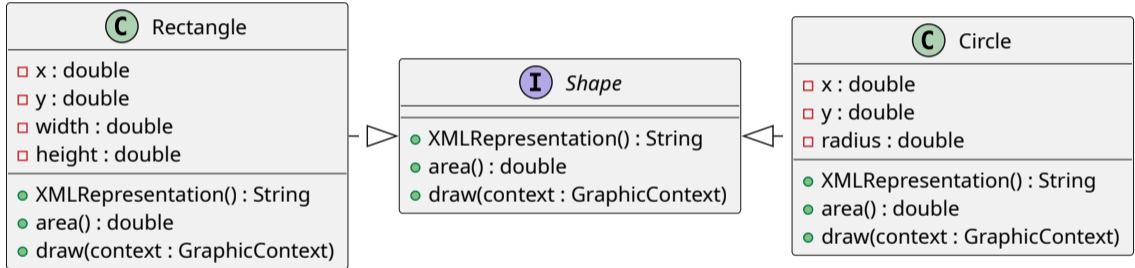 C Rectangle
x : double
y : double
width : double
height : double
XMLRepresentation() : String
area() : double
draw(context : GraphicContext)
I Shape
XMLRepresentation() : String
area() : double
draw(context : GraphicContext)
C Circle
x : double
y : double
radius : double
XMLRepresentation() : String
area() : double
draw(context : GraphicContext)